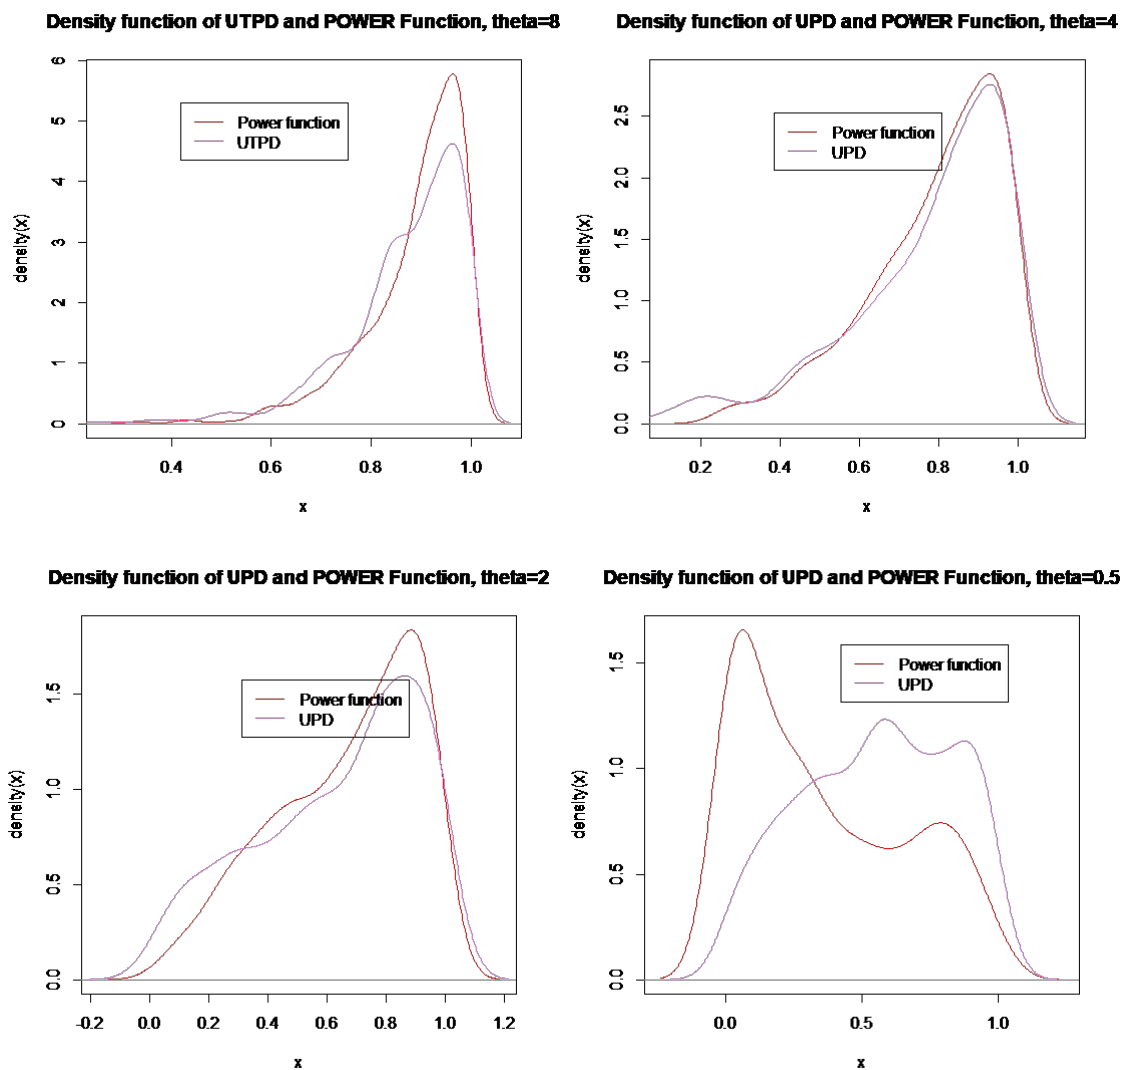 Density function of UTPD and POWER Function, theta=8
6
5
4
3
2
1
0
density(x)
Power function
UTPD
0.4 0.6 0.8 1.0
x
Density function of UPD and POWER Function, theta=4
2.5
2.0
1.5
1.0
0.5
0.0
density(x)
Power function
UPD
0.2 0.4 0.6 0.8 1.0
x
Density function of UPD and POWER Function, theta=2
1.5
1.0
0.5
0.0
density(x)
Power function
UPD
-0.2 0.0 0.2 0.4 0.6 0.8 1.0 1.2
x
Density function of UPD and POWER Function, theta=0.5
1.5
1.0
0.5
0.0
density(x)
Power function
UPD
0.0 0.5 1.0
x